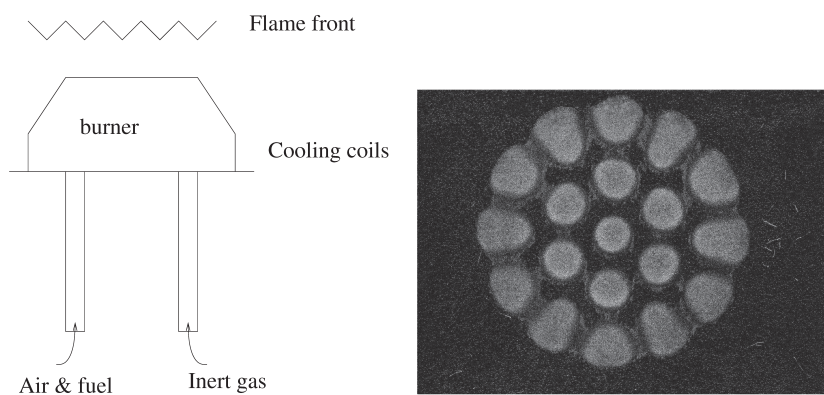 Flame front
burner
Cooling coils
Air & fuel
Inert gas